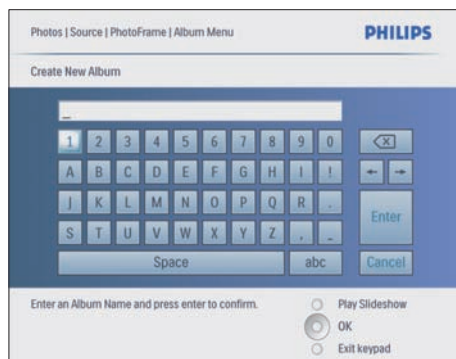 Photos | Source | PhotoFrame | Album Menu PHILIPS
Create New Album
_
1 2 3 4 5 6 7 8 9 0
A B C D E F G H I !
J K L M N O P Q R .
S T U V W X Y Z , _
Enter
Space abc Cancel
Enter an Album Name and press enter to confirm.
Play Slideshow
OK
Exit keypad